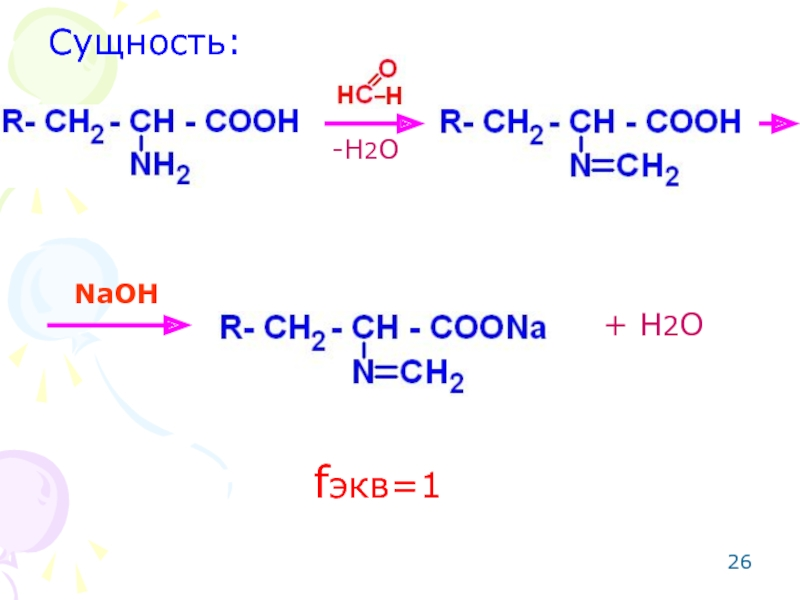 Сущность:
O
HC-H
R- CH2 - CH - COOH
NH2
-H2O
R- CH2 - CH - COOH
N=CH2
NaOH
R- CH2 - CH - COONa
N=CH2
+ H2O
fэкв=1
26